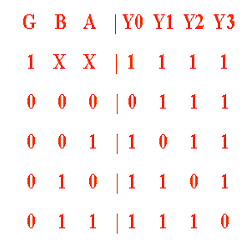 G B A | Y0 Y1 Y2 Y3
1 X X | 1 1 1 1
0 0 0 | 0 1 1 1
0 0 1 | 1 0 1 1
0 1 0 | 1 1 0 1
0 1 1 | 1 1 1 0